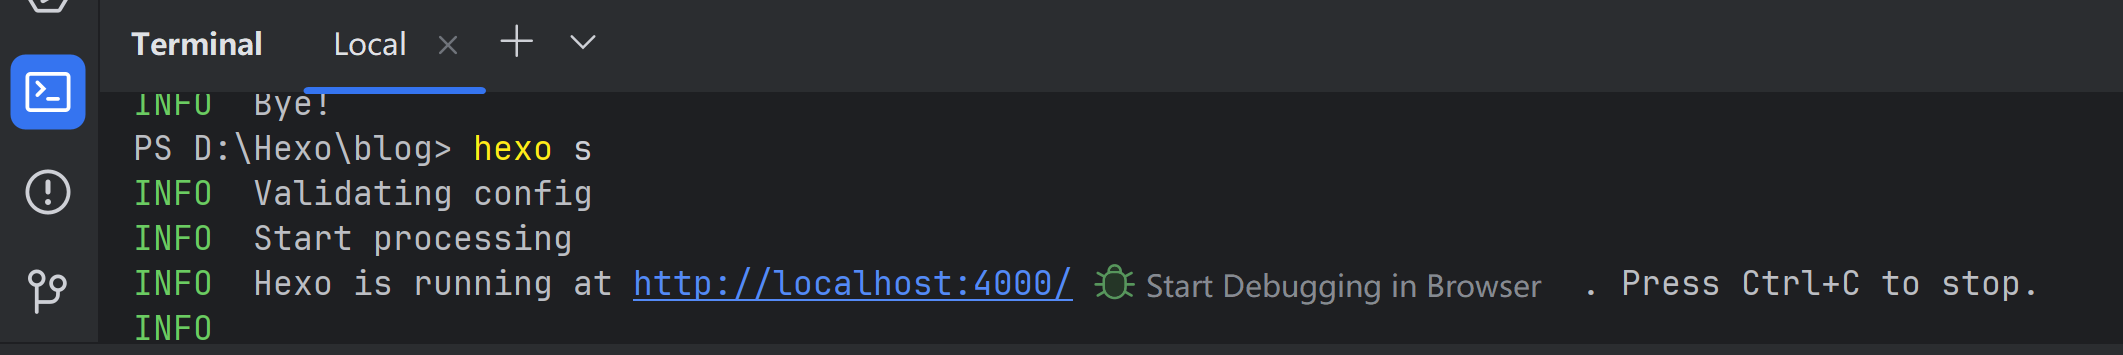 Terminal Local
INFO  Bye!
PS D:\Hexo\blog> hexo s
INFO  Validating config
INFO  Start processing
INFO  Hexo is running at http://localhost:4000/ Start Debugging in Browser . Press Ctrl+C to stop.
INFO